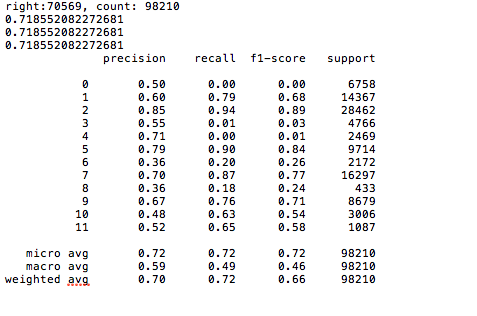 right:70569, count: 98210
0.718552082272681
0.718552082272681
0.718552082272681
precision recall f1-score support
0 0.50 0.00 0.00 6758
1 0.60 0.79 0.68 14367
2 0.85 0.94 0.89 28462
3 0.55 0.01 0.03 4766
4 0.71 0.00 0.01 2469
5 0.79 0.90 0.84 9714
6 0.36 0.20 0.26 2172
7 0.70 0.87 0.77 16297
8 0.36 0.18 0.24 433
9 0.67 0.76 0.71 8679
10 0.48 0.63 0.54 3006
11 0.52 0.65 0.58 1087
micro avg 0.72 0.72 0.72 98210
macro avg 0.59 0.49 0.46 98210
weighted avg 0.70 0.72 0.66 98210